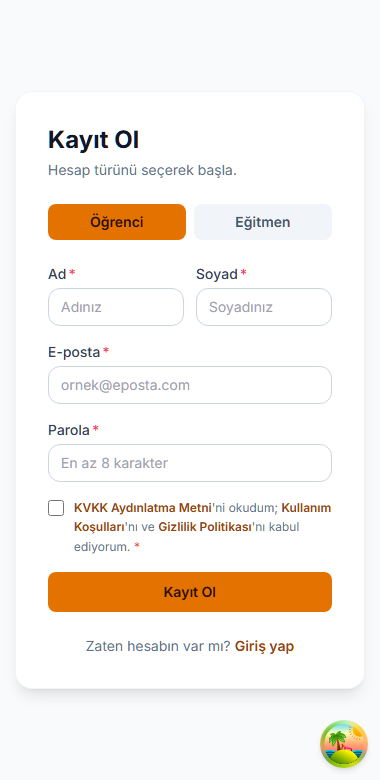 Kayıt Ol
Hesap türünü seçerek başla.
Öğrenci
Eğitmen
Ad *
Soyad *
Adınız
Soyadınız
E-posta *
ornek@eposta.com
Parola *
En az 8 karakter
KVKK Aydınlatma Metni'ni okudum; Kullanım
Koşulları'nı ve Gizlilik Politikası'nı kabul
ediyorum. *
Kayıt Ol
Zaten hesabın var mı? Giriş yap